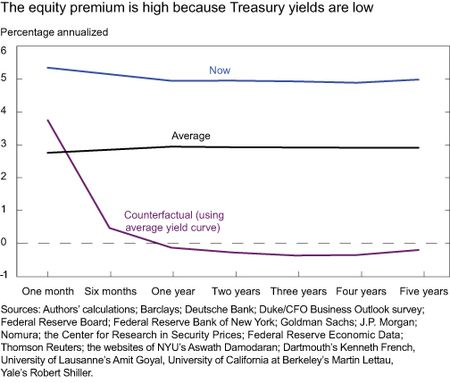 The equity premium is high because Treasury yields are low
Percentage annualized
6
5
4
3
2
1
0
-1
Now
Average
Counterfactual (using
average yield curve)
One month Six months One year Two years Three years Four years Five years
Sources: Authors' calculations; Barclays; Deutsche Bank; Duke/CFO Business Outlook survey;
Federal Reserve Board; Federal Reserve Bank of New York; Goldman Sachs; J.P. Morgan;
Nomura; the Center for Research in Security Prices; Federal Reserve Economic Data;
Thomson Reuters; the websites of NYU's Aswath Damodaran; Dartmouth's Kenneth French,
University of Lausanne's Amit Goyal, University of California at Berkeley's Martin Lettau,
Yale's Robert Shiller.